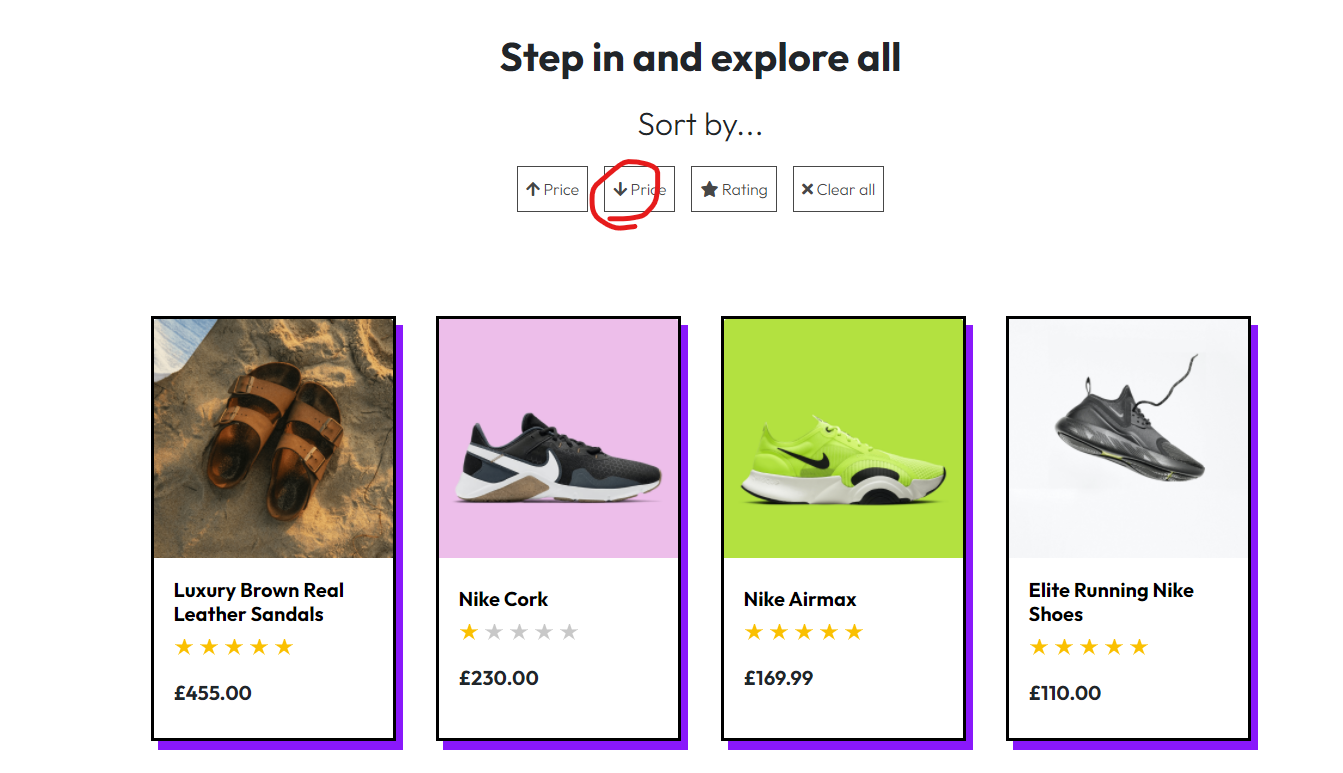 Step in and explore all
Sort by...
Price
Price
Rating
Clear all
Luxury Brown Real
Leather Sandals
£455.00
Nike Cork
£230.00
Nike Airmax
£169.99
Elite Running Nike
Shoes
£110.00